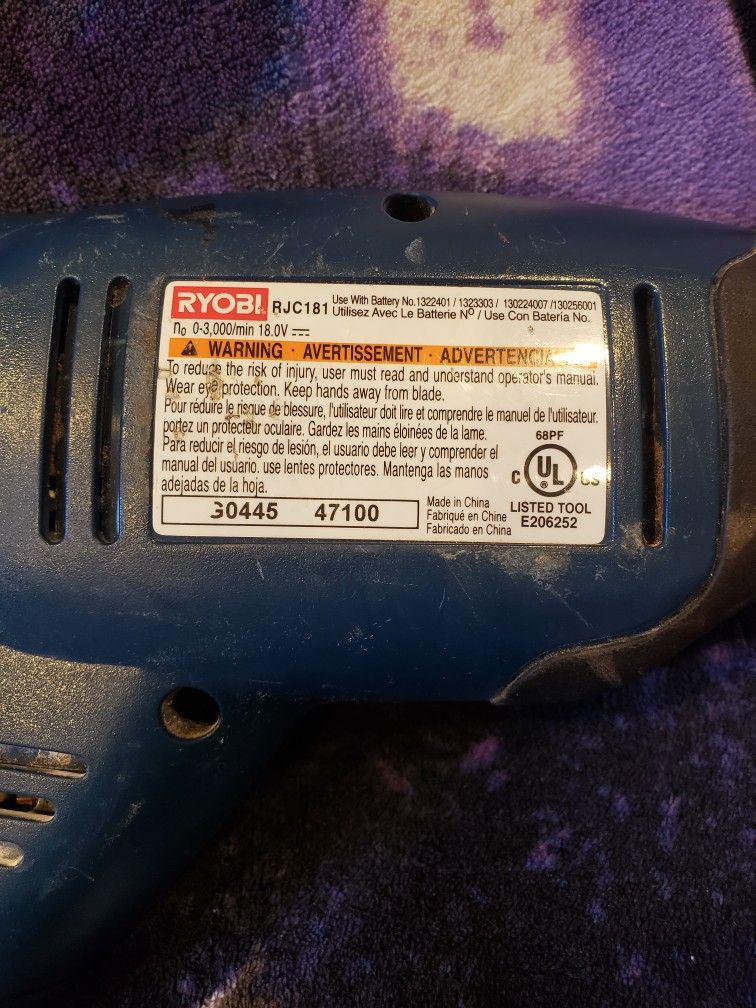 RYOBI RJC181 Use With Battery No.1322401 / 1323303 / 130224007 /130256001
Utilisez Avec Le Batterie Nº / Use Con Batería No.
no 0-3,000/min 18.0V
WARNING · AVERTISSEMENT · ADVERTENCIA
To reduce the risk of injury, user must read and understand operator's manual.
Wear eye protection. Keep hands away from blade.
Pour réduire le risque de blessure, l'utilisateur doit lire et comprendre le manuel de l'utilisateur.
portez un protecteur oculaire. Gardez les mains éloinées de la lame.
Para reducir el riesgo de lesión, el usuario debe leer y comprender el
manual del usuario. use lentes protectores. Mantenga las manos
adejadas de la hoja.
68PF
C UL ® US
LISTED TOOL
E206252
G0445 47100
Made in China
Fabriqué en Chine
Fabricado en China